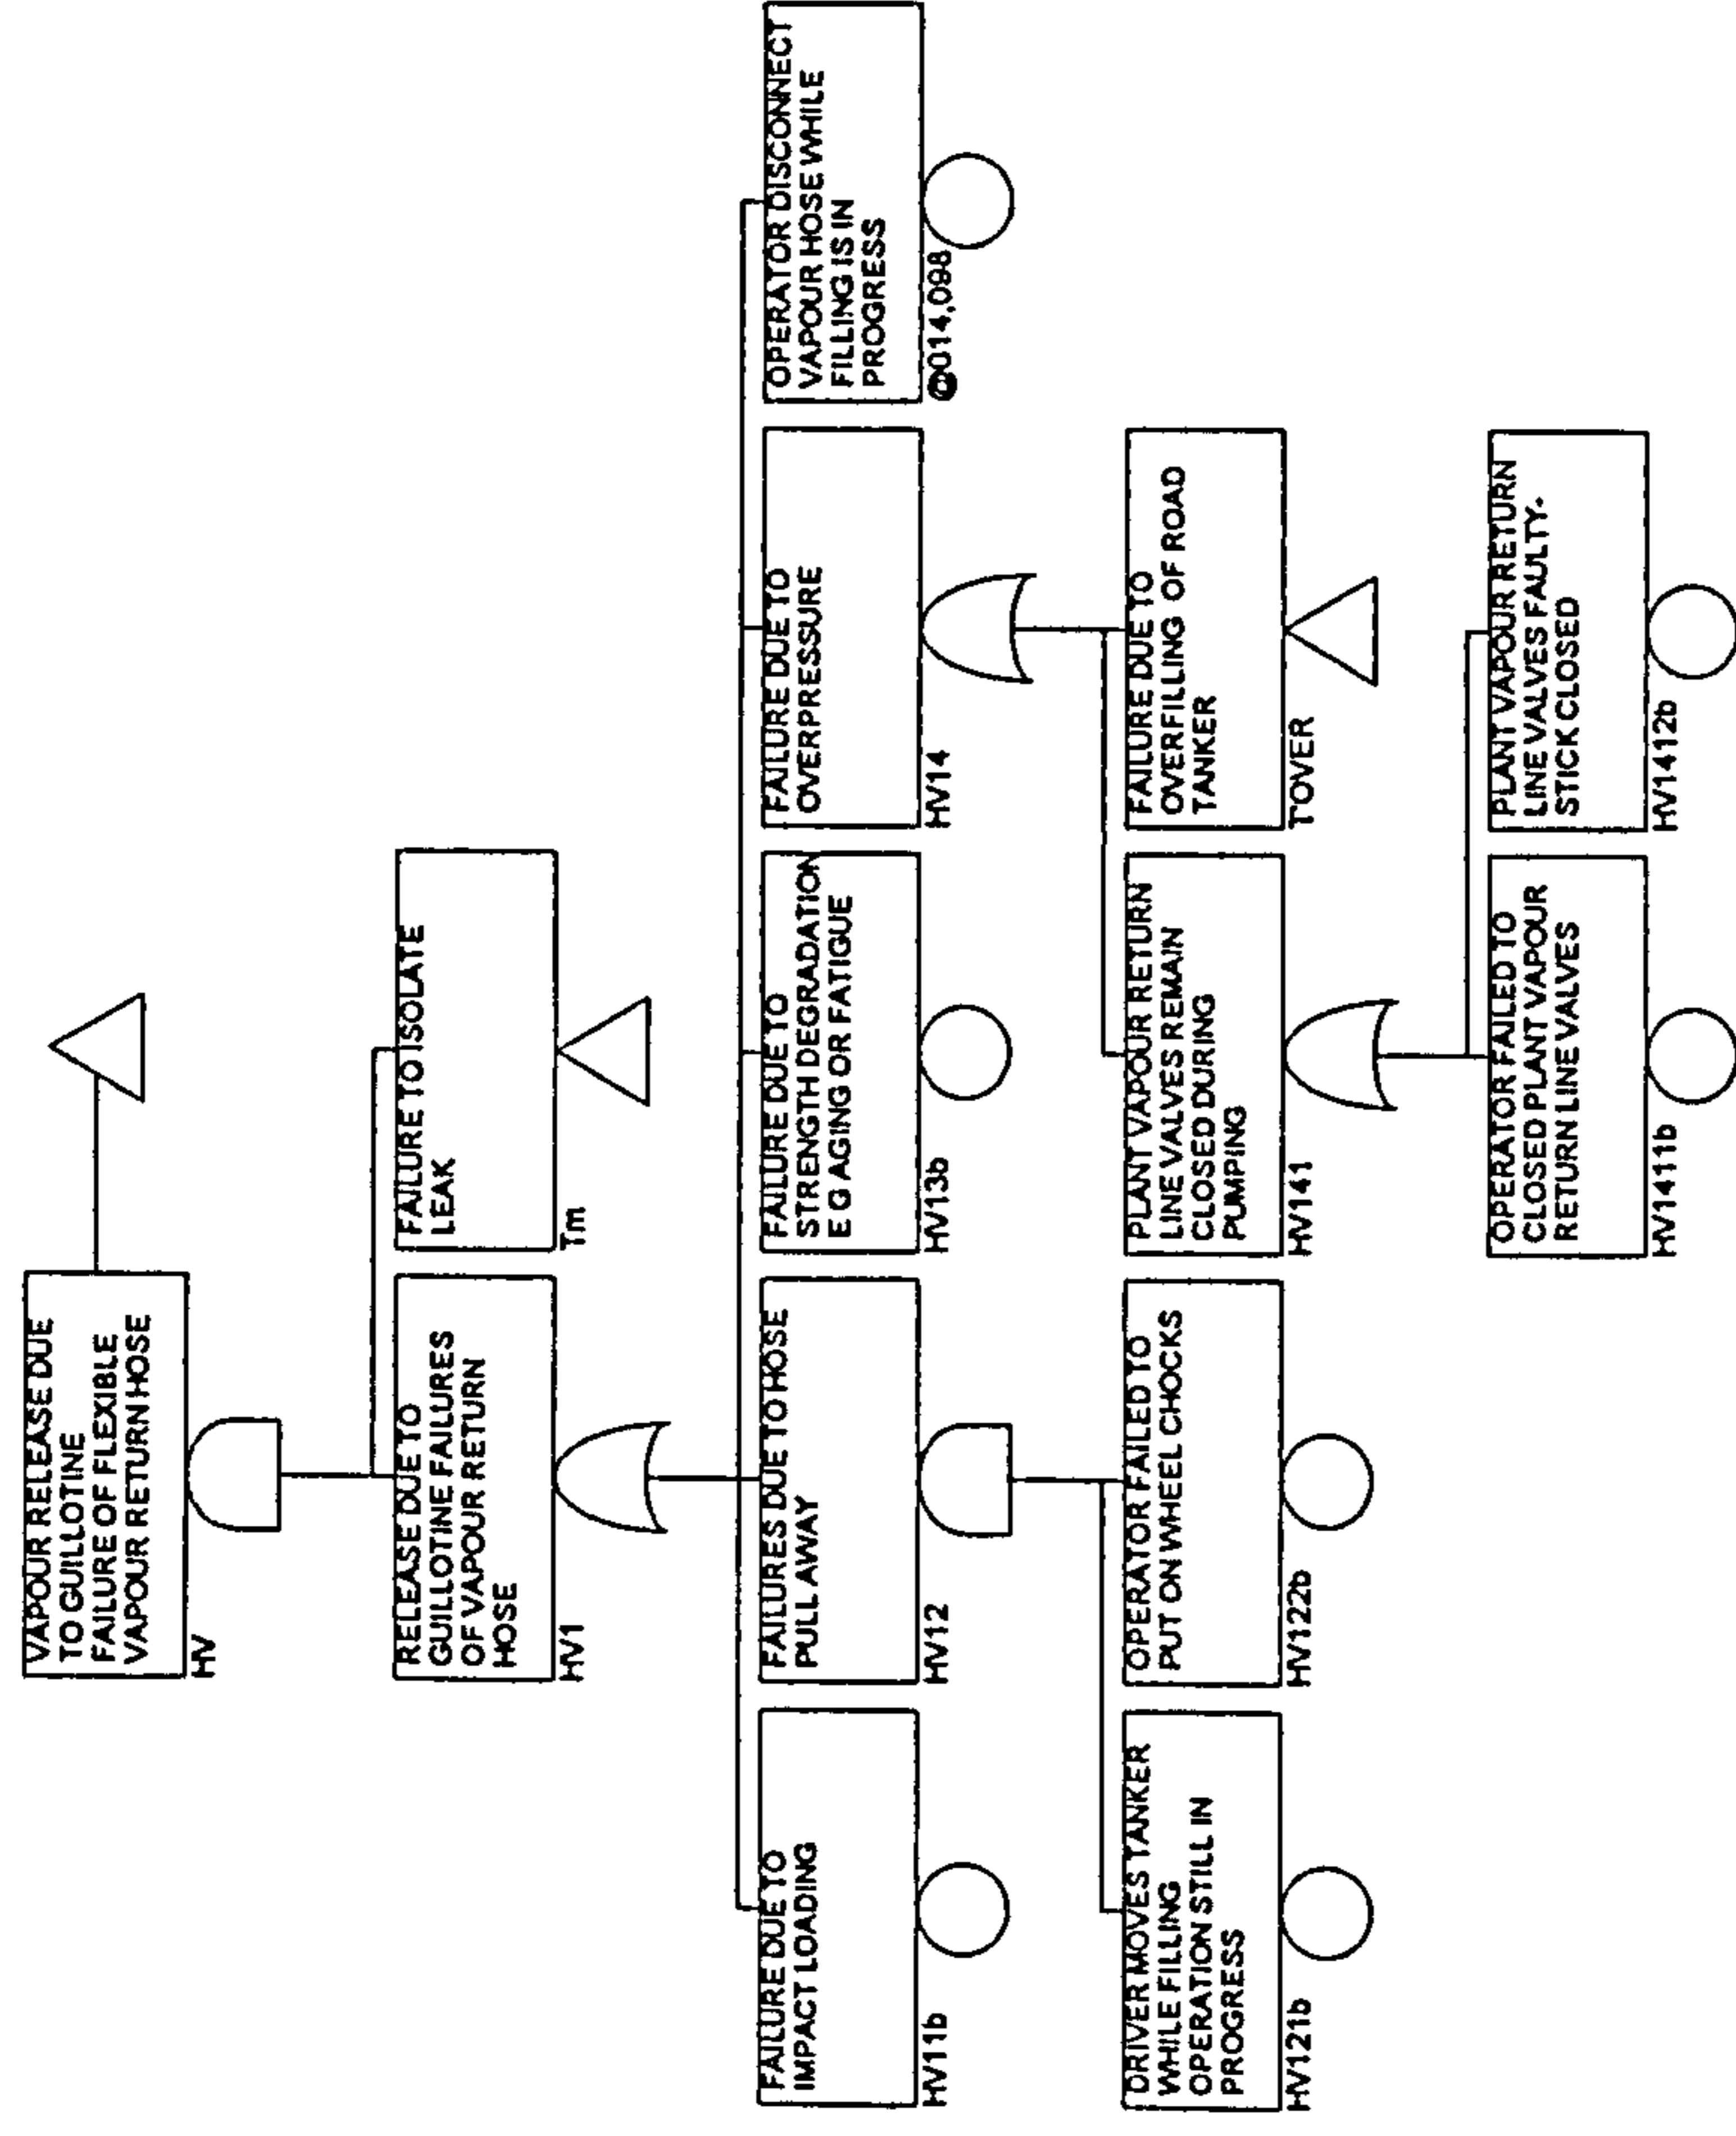 VAPOUR RELEASE DUE
TO GUILLOTINE
FAILURE OF FLEXIBLE
VAPOUR RETURN HOSE
HV
RELEASE DUE TO
GUILLOTINE FAILURES
OF VAPOUR RETURN
HOSE
HV1
FAILURE TO ISOLATE
LEAK
Tm
FAILURE DUE TO
IMPACT LOADING
HV11b
FAILURES DUE TO HOSE
PULL AWAY
HV12
FAILURE DUE TO
STRENGTH DEGRADATION
EG AGING OR FATIGUE
HV13b
FAILURE DUE TO
OVERPRESSURE
HV14
OPERATOR DISCONNECT
VAPOUR HOSE WHILE
FILLING IS IN
PROGRESS
@014,098
DRIVER MOVES TANKER
WHILE FILLING
OPERATION STILL IN
PROGRESS
HV121b
OPERATOR FAILED TO
PUT ON WHEEL CHOCKS
HV122b
PLANT VAPOUR RETURN
LINE VALVES REMAIN
CLOSED DURING
PUMPING
HV141
FAILURE DUE TO
OVERFILLING OF ROAD
TANKER
TOVER
OPERATOR FAILED TO
CLOSED PLANT VAPOUR
RETURN LINE VALVES
HV1411b
PLANT VAPOUR RETURN
LINE VALVES FAULTY-
STICK CLOSED
HV1412b